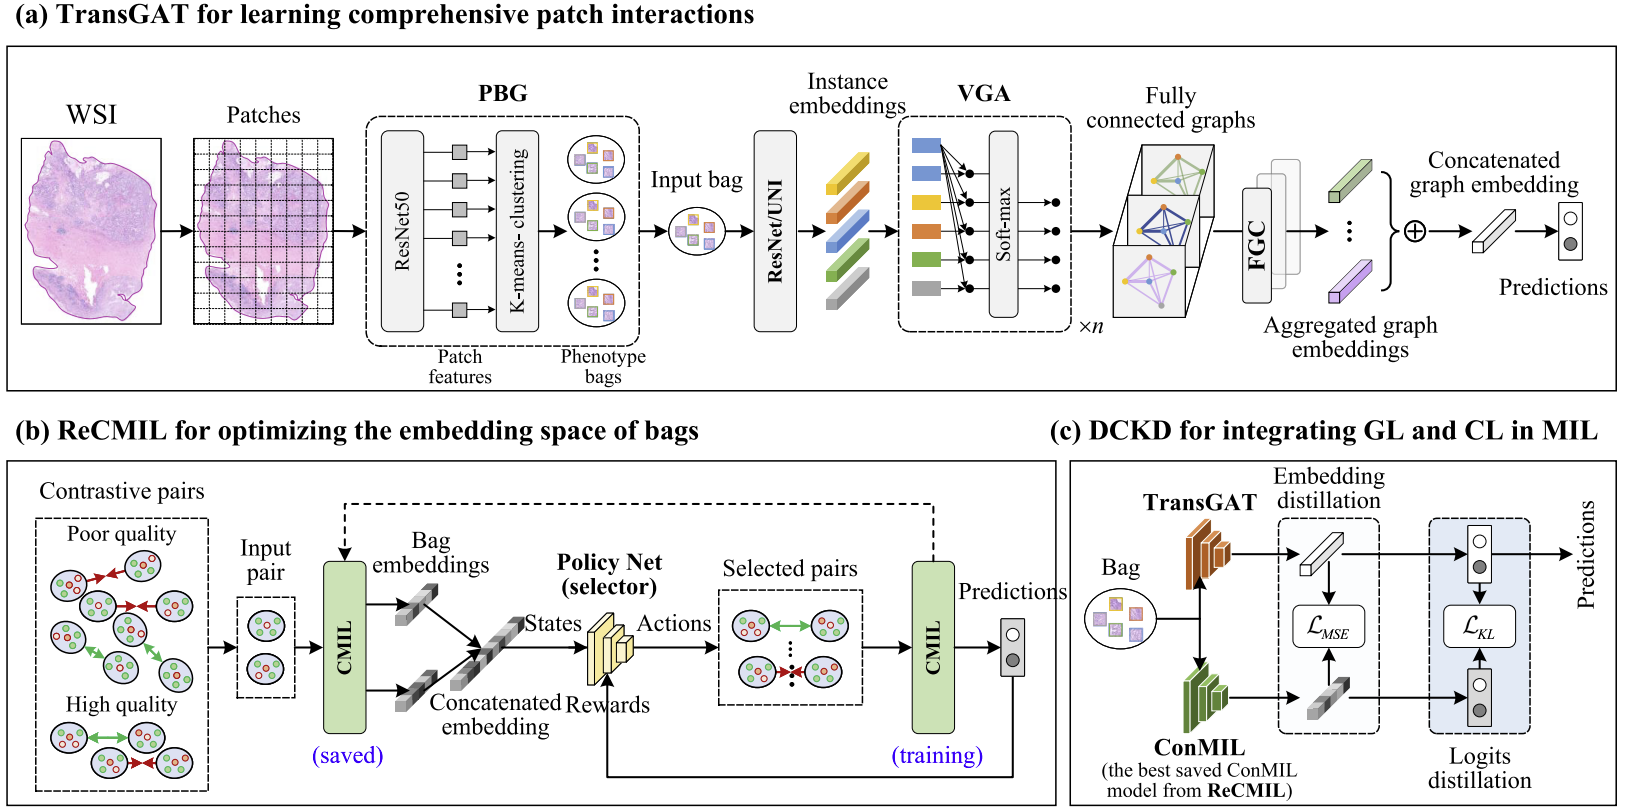 (a) TransGAT for learning comprehensive patch interactions
WSI
Patches
PBG
ResNet50
K-means- clustering
Patch
features
Phenotype
bags
Input bag
ResNet/UNI
Instance
embeddings
VGA
Soft-max
×n
Fully
connected graphs
FGC
Aggregated graph
embeddings
Concatenated
graph embedding
Predictions
(b) ReCMIL for optimizing the embedding space of bags
Contrastive pairs
Poor quality
High quality
Input
pair
CMIL
(saved)
Bag
embeddings
Concatenated
embedding
States
Policy Net
(selector)
Rewards
Actions
Selected pairs
CMIL
(training)
Predictions
(c) DCKD for integrating GL and CL in MIL
Bag
TransGAT
ConMIL
(the best saved ConMIL
model from ReCMIL)
Embedding
distillation
ℒMSE
ℒKL
Logits
distillation
Predictions